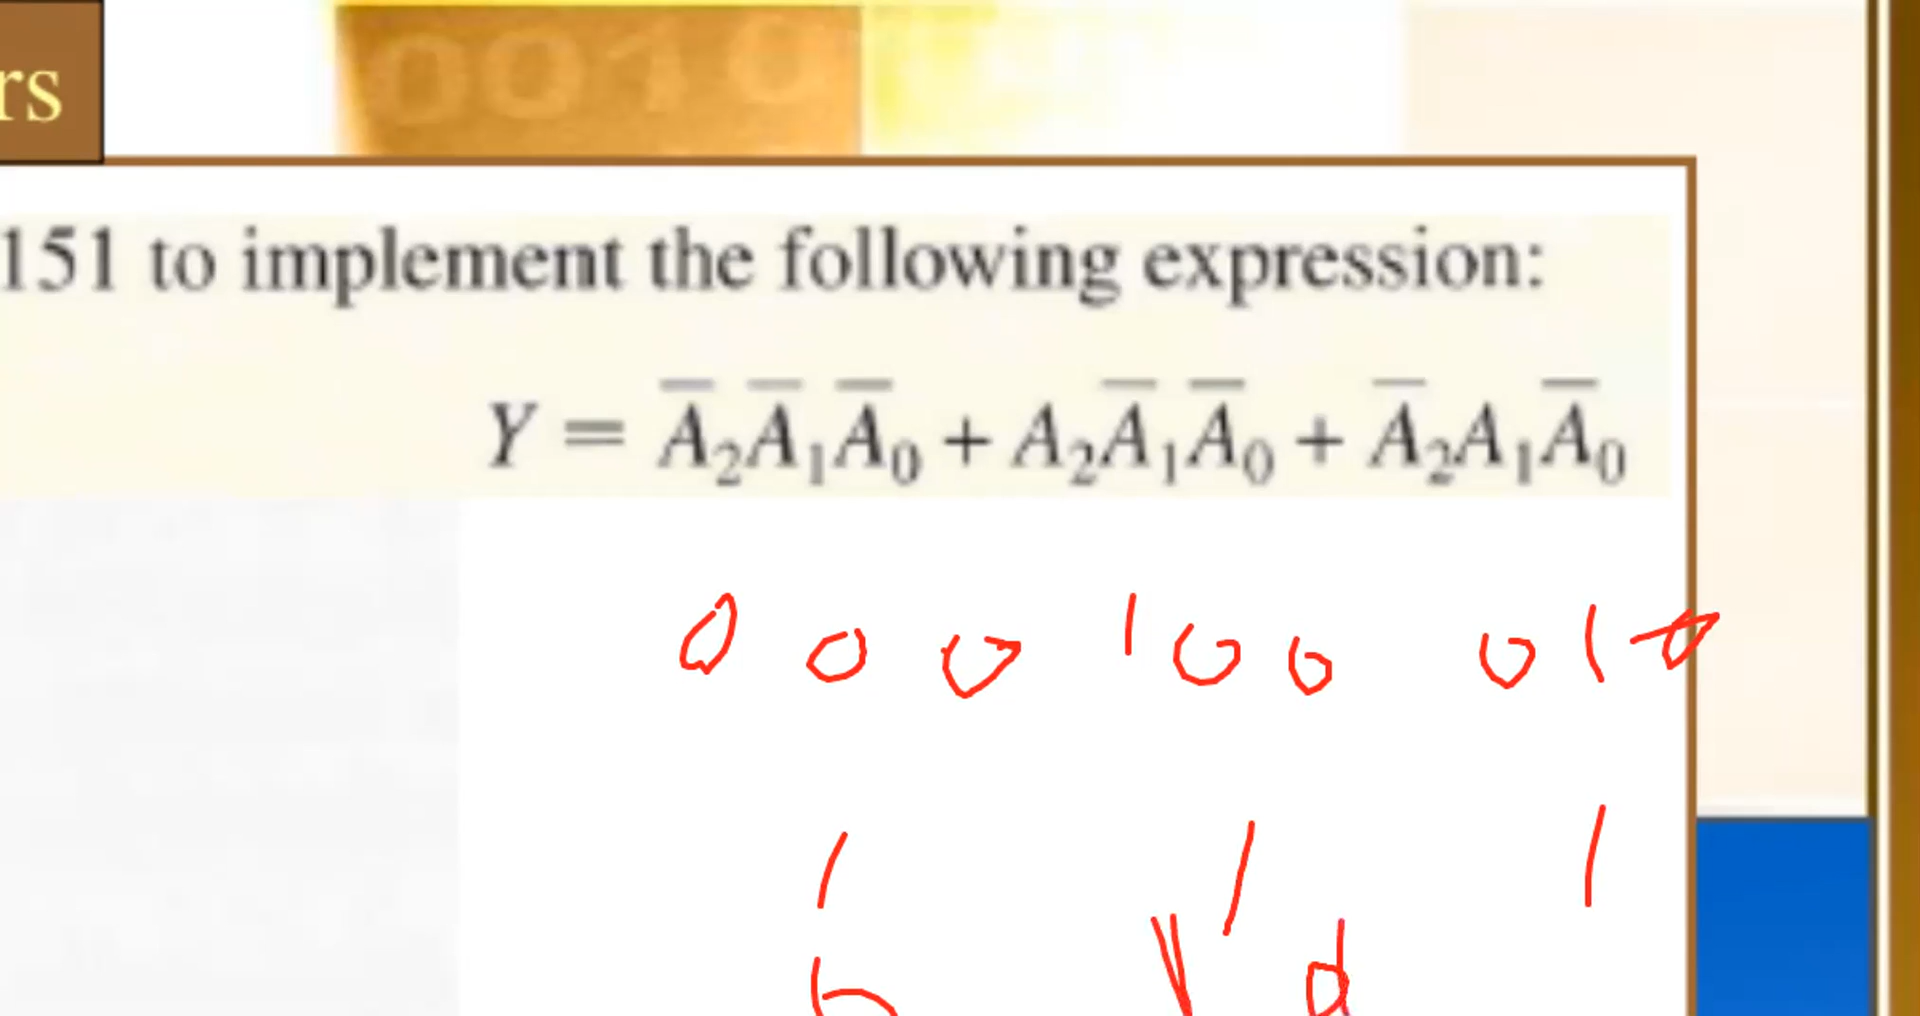 0010
rs
151 to implement the following expression:
Y = A̅₂A̅₁A̅₀ + A₂A̅₁A̅₀ + A̅₂A₁A̅₀
0 0 0 1 0 0 0 1 0
1 1 1